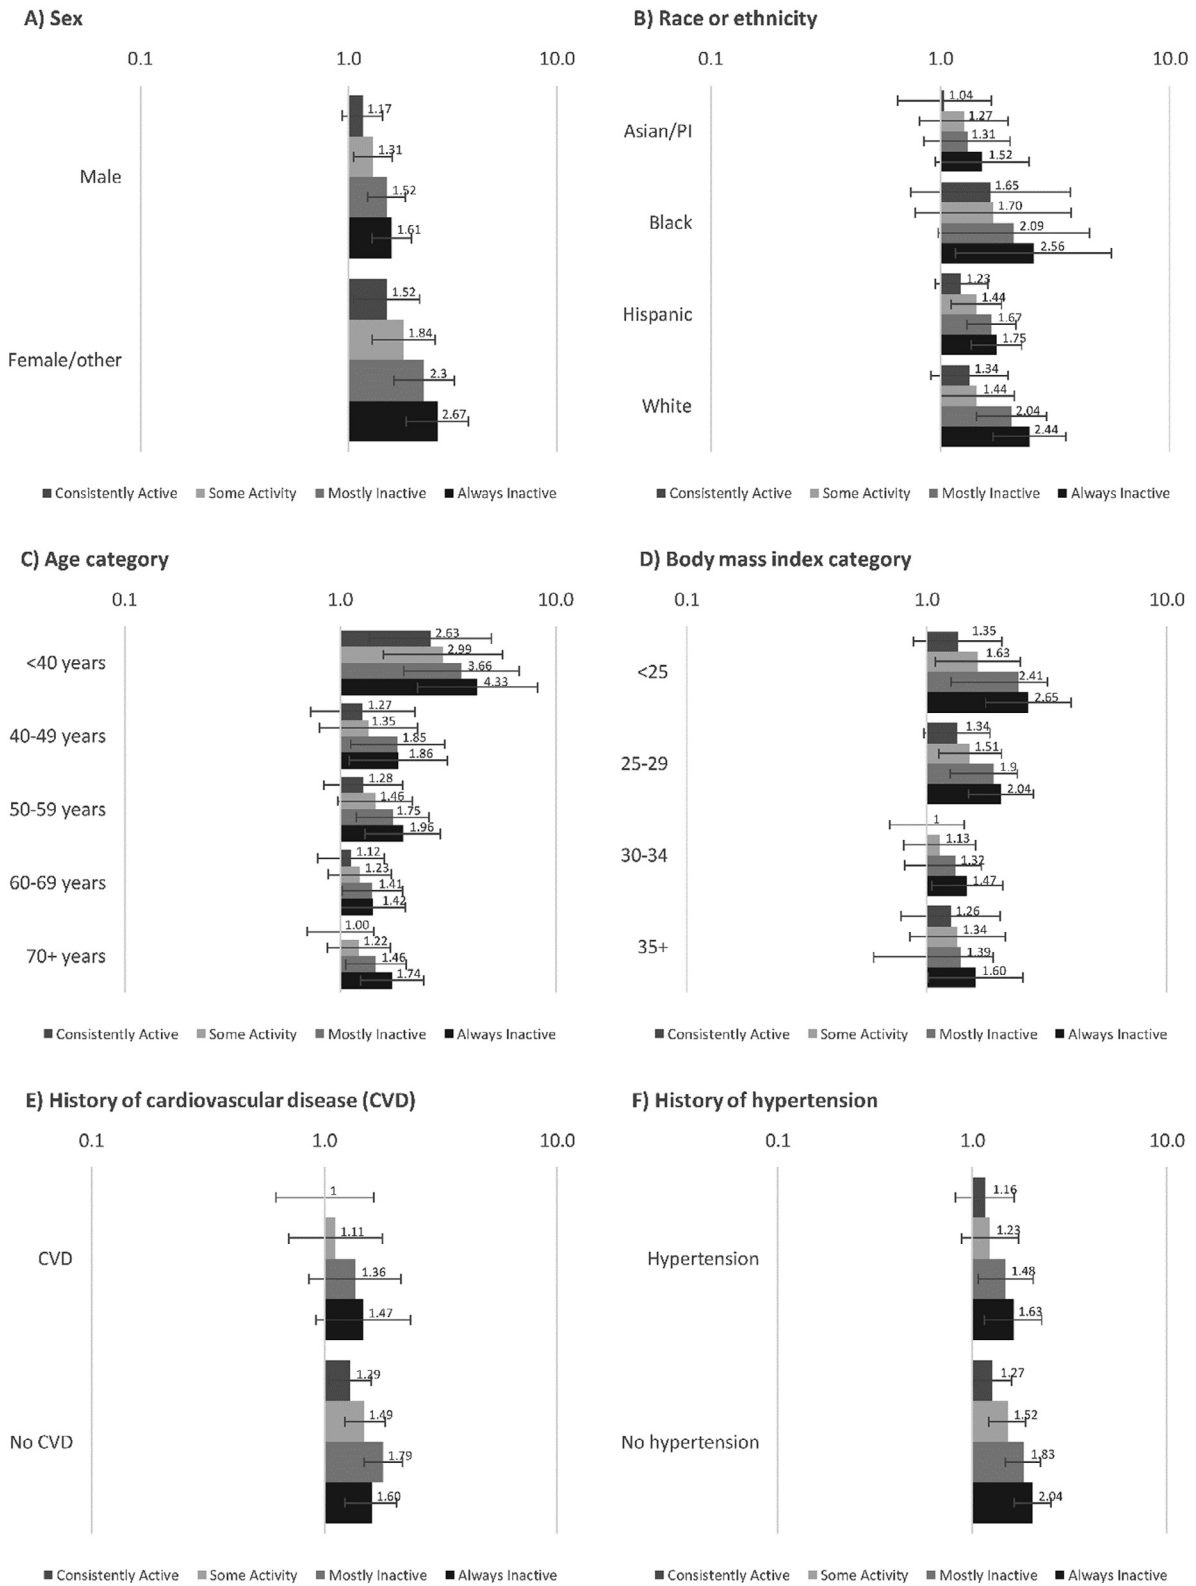 A) Sex
0.1 1.0 10.0
Male
1.17
1.31
1.52
1.61
Female/other
1.52
1.84
2.3
2.67
Consistently Active Some Activity Mostly Inactive Always Inactive
B) Race or ethnicity
0.1 1.0 10.0
Asian/PI
1.04
1.27
1.31
1.52
Black
1.65
1.70
2.09
2.56
Hispanic
1.23
1.44
1.67
1.75
White
1.34
1.44
2.04
2.44
Consistently Active Some Activity Mostly Inactive Always Inactive
C) Age category
0.1 1.0 10.0
<40 years
2.63
2.99
3.66
4.33
40-49 years
1.27
1.35
1.85
1.86
50-59 years
1.28
1.46
1.75
1.96
60-69 years
1.12
1.23
1.41
1.42
70+ years
1.00
1.22
1.46
1.74
Consistently Active Some Activity Mostly Inactive Always Inactive
D) Body mass index category
0.1 1.0 10.0
<25
1.35
1.63
2.41
2.65
25-29
1.34
1.51
1.9
2.04
30-34
1
1.13
1.32
1.47
35+
1.26
1.34
1.39
1.60
Consistently Active Some Activity Mostly Inactive Always Inactive
E) History of cardiovascular disease (CVD)
0.1 1.0 10.0
CVD
1
1.11
1.36
1.47
No CVD
1.29
1.49
1.79
1.60
Consistently Active Some Activity Mostly Inactive Always Inactive
F) History of hypertension
0.1 1.0 10.0
Hypertension
1.16
1.23
1.48
1.63
No hypertension
1.27
1.52
1.83
2.04
Consistently Active Some Activity Mostly Inactive Always Inactive